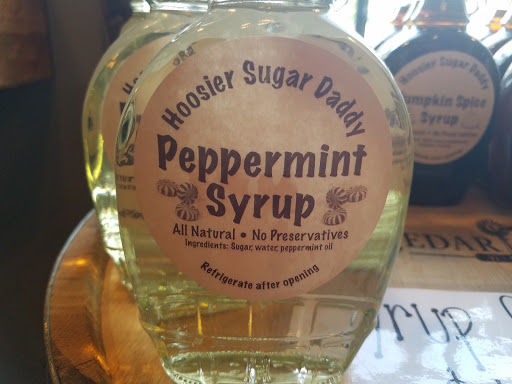 Hoosier Sugar Daddy
Peppermint
Syrup
All Natural • No Preservatives
Ingredients: Sugar, water, peppermint oil
Refrigerate after opening
Hoosier Sugar Daddy
Pumpkin Spice
Syrup
EDAR